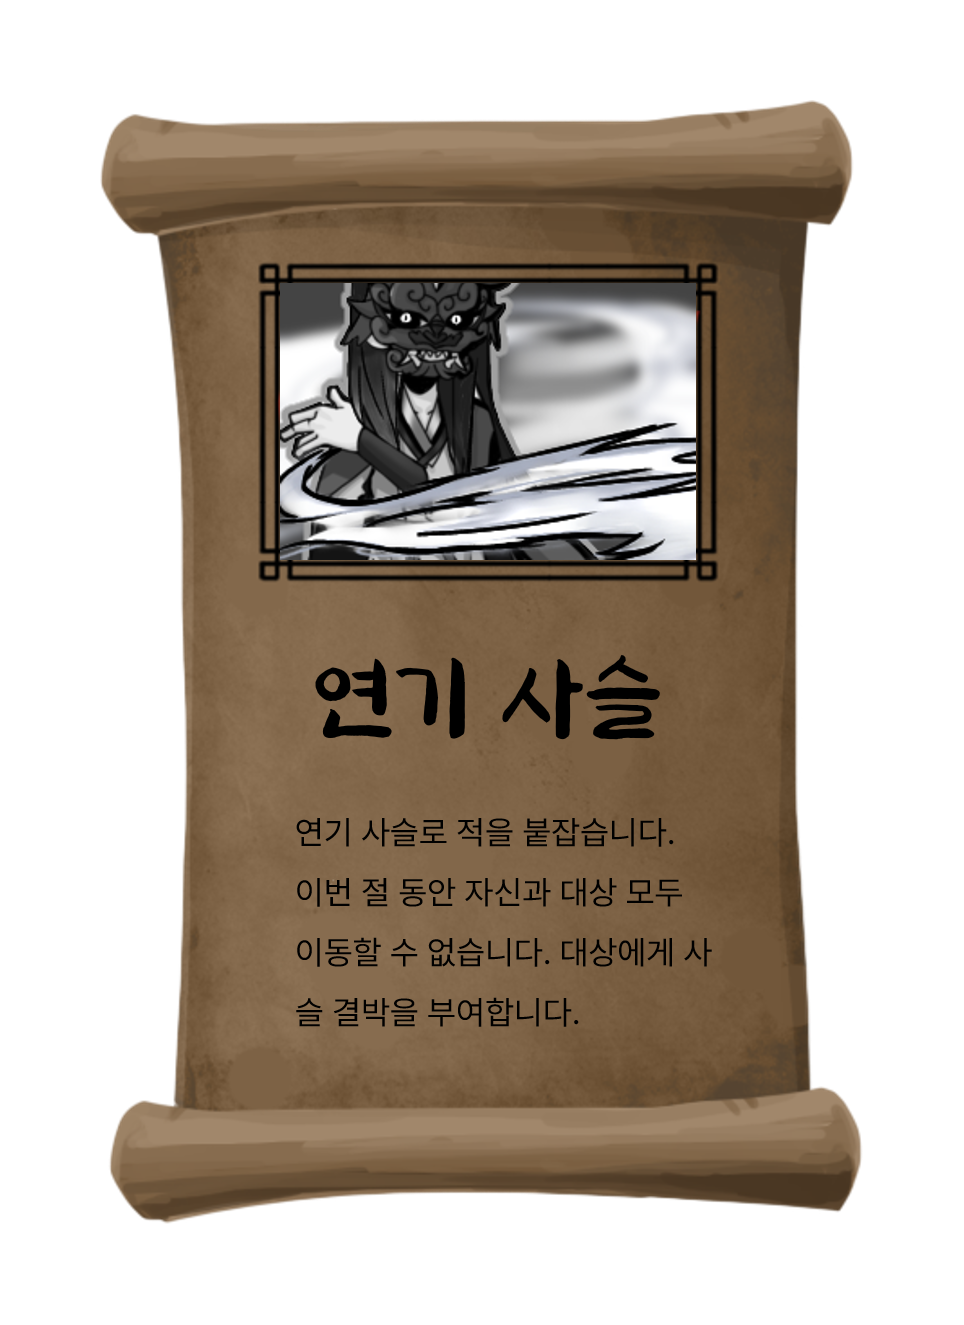 연기 사슬
연기 사슬로 적을 붙잡습니다.
이번 절 동안 자신과 대상 모두
이동할 수 없습니다. 대상에게 사
슬 결박을 부여합니다.